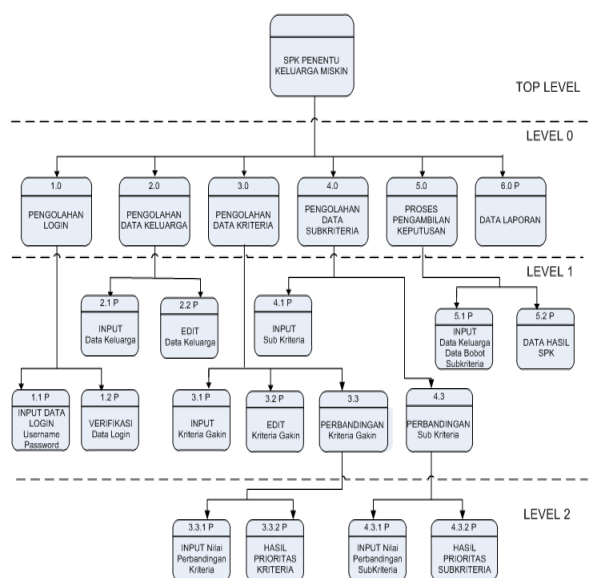 SPK PENENTU
KELUARGA MISKIN
TOP LEVEL
LEVEL 0
1.0
PENGOLAHAN
LOGIN
2.0
PENGOLAHAN
DATA KELUARGA
3.0
PENGOLAHAN
DATA KRITERIA
4.0
PENGOLAHAN
DATA
SUBKRITERIA
5.0
PROSES
PENGAMBILAN
KEPUTUSAN
6.0 P
DATA LAPORAN
LEVEL 1
2.1 P
INPUT
Data Keluarga
2.2 P
EDIT
Data Keluarga
4.1 P
INPUT
Sub Kriteria
5.1 P
INPUT
Data Keluarga
Data Bobot
Subkriteria
5.2 P
DATA HASIL
SPK
1.1 P
INPUT DATA
LOGIN
Username
Password
1.2 P
VERIFIKASI
Data Login
3.1 P
INPUT
Kriteria Gakin
3.2 P
EDIT
Kriteria Gakin
3.3
PERBANDINGAN
Kriteria Gakin
4.3
PERBANDINGAN
Sub Kriteria
LEVEL 2
3.3.1 P
INPUT Nilai
Perbandingan
Kriteria
3.3.2 P
HASIL
PRIORITAS
KRITERIA
4.3.1 P
INPUT Nilai
Perbandingan
SubKriteria
4.3.2 P
HASIL
PRIORITAS
SUBKRITERIA